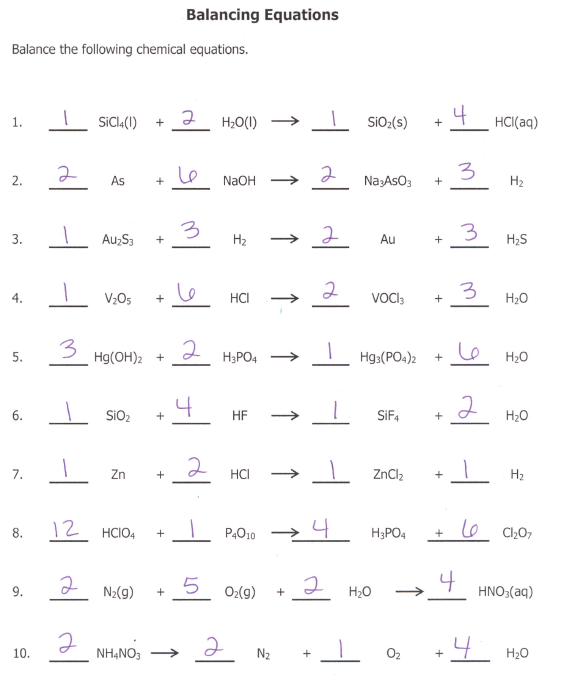 Balancing Equations
Balance the following chemical equations.
1. 1 SiCl₄(l) + 2 H₂O(l) → 1 SiO₂(s) + 4 HCl(aq)
2. 2 As + 6 NaOH → 2 Na₃AsO₃ + 3 H₂
3. 1 Au₂S₃ + 3 H₂ → 2 Au + 3 H₂S
4. 1 V₂O₅ + 6 HCl → 2 VOCl₃ + 3 H₂O
5. 3 Hg(OH)₂ + 2 H₃PO₄ → 1 Hg₃(PO₄)₂ + 6 H₂O
6. 1 SiO₂ + 4 HF → 1 SiF₄ + 2 H₂O
7. 1 Zn + 2 HCl → 1 ZnCl₂ + 1 H₂
8. 12 HClO₄ + 1 P₄O₁₀ → 4 H₃PO₄ + 6 Cl₂O₇
9. 2 N₂(g) + 5 O₂(g) + 2 H₂O → 4 HNO₃(aq)
10. 2 NH₄NO₃ → 2 N₂ + 1 O₂ + 4 H₂O